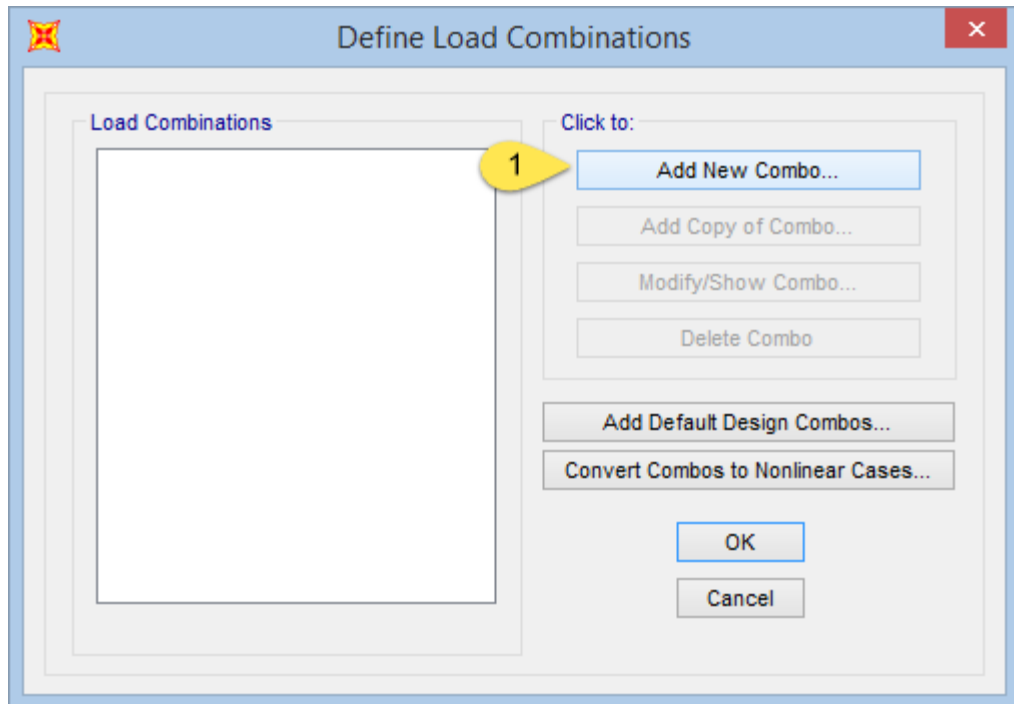 Define Load Combinations
Load Combinations
Click to:
1
Add New Combo...
Add Copy of Combo...
Modify/Show Combo...
Delete Combo
Add Default Design Combos...
Convert Combos to Nonlinear Cases...
OK
Cancel